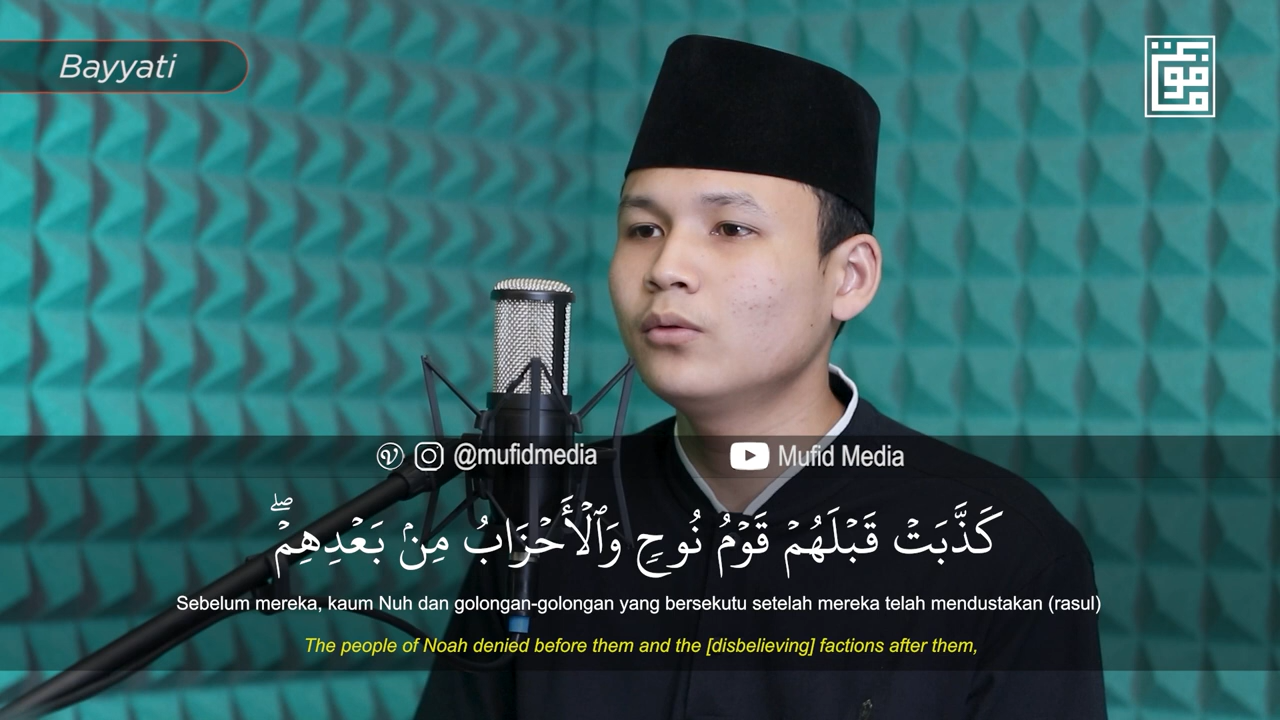 Bayyati
@mufidmedia
Mufid Media
كَذَّبَتْ قَبْلَهُمْ قَوْمُ نُوحٍ وَٱلْأَحْزَابُ مِنۢ بَعْدِهِمْ ۖ
Sebelum mereka, kaum Nuh dan golongan-golongan yang bersekutu setelah mereka telah mendustakan (rasul)
The people of Noah denied before them and the [disbelieving] factions after them,